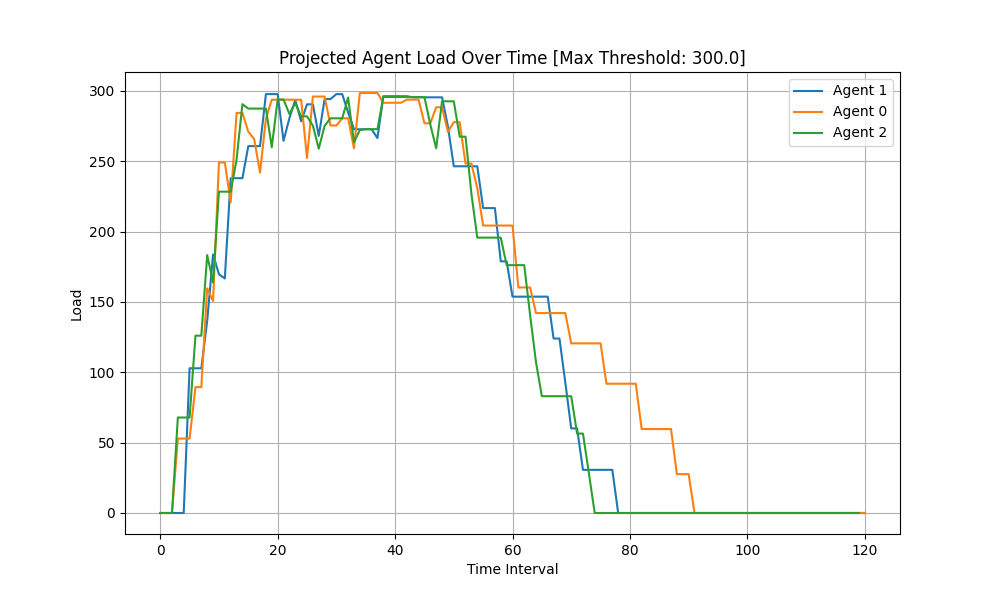 Projected Agent Load Over Time [Max Threshold: 300.0]
Agent 1
Agent 0
Agent 2
300
250
200
150
100
50
0
Load
0 20 40 60 80 100 120
Time Interval